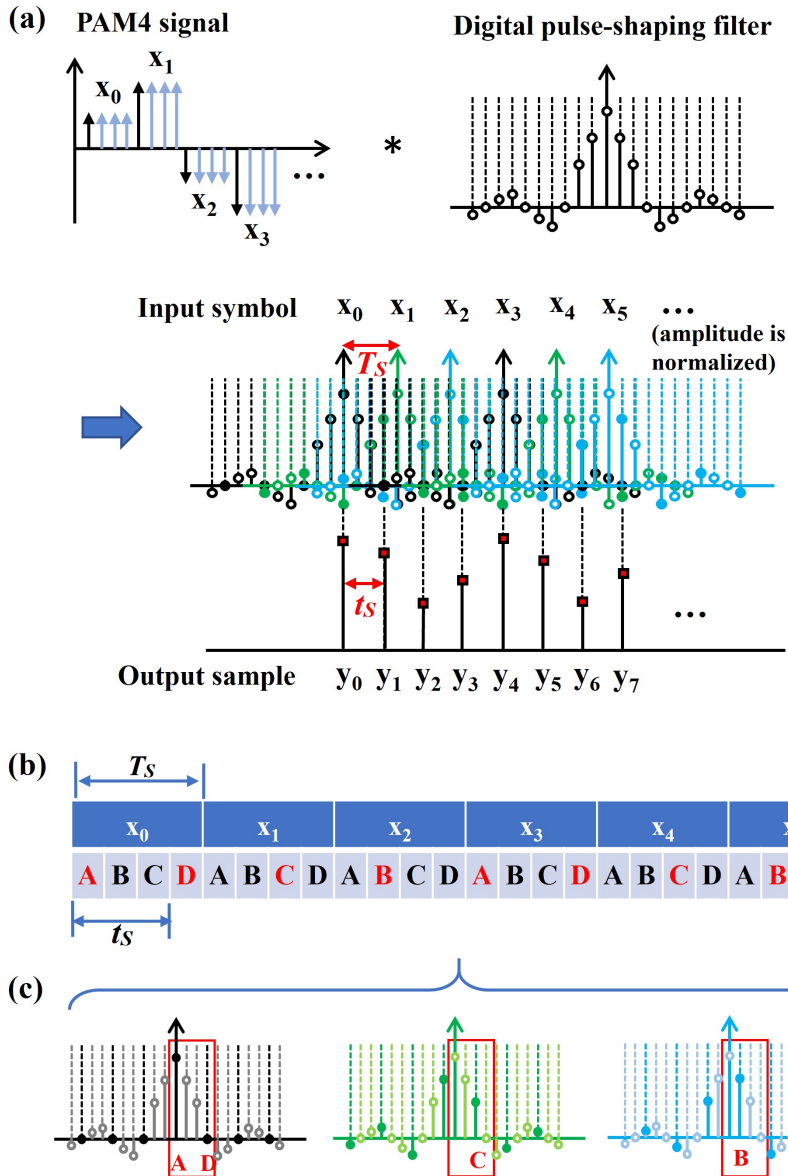 (a)
PAM4 signal
Digital pulse-shaping filter
x0
x1
x2
x3
...
*
Input symbol
x0 x1 x2 x3 x4 x5 ...
(amplitude is
normalized)
TS
tS
...
Output sample
y0 y1 y2 y3 y4 y5 y6 y7
(b)
TS
x0 x1 x2 x3 x4 x
A B C D A B C D A B C D A B C D A B C D A B
tS
(c)
A D C B